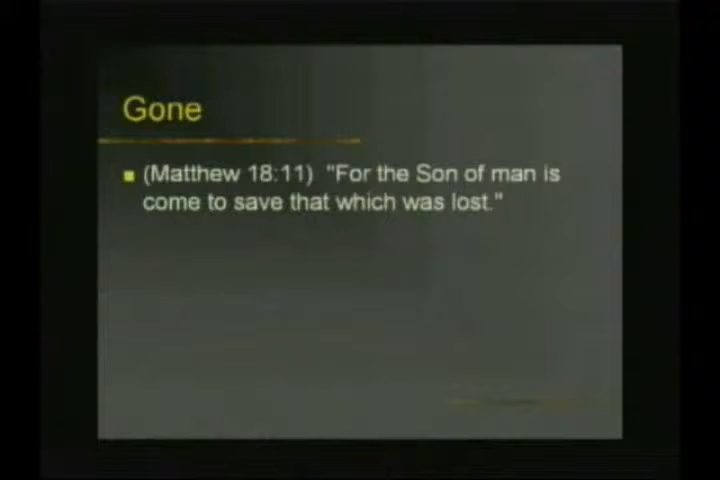 Gone
(Matthew 18:11) "For the Son of man is
come to save that which was lost."